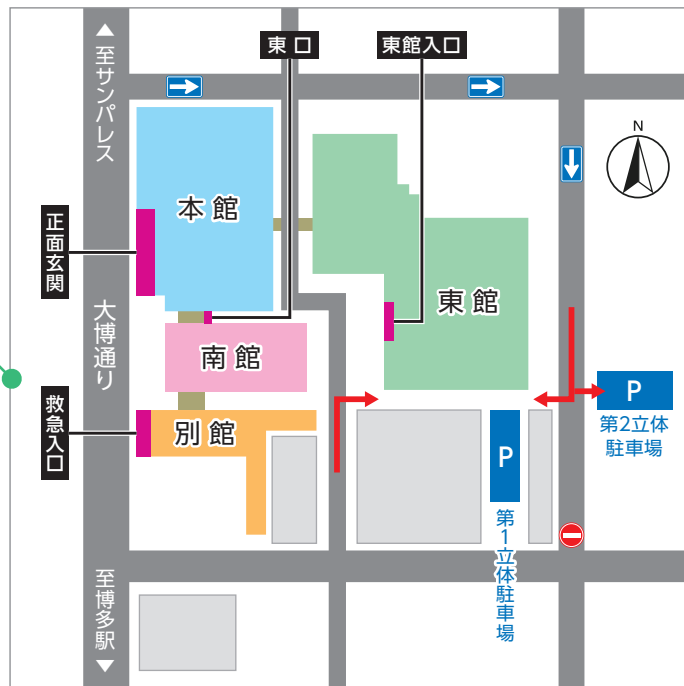 ▲至サンパレス
東口
東館入口
N
本館
正面玄関
東館
大博通り
南館
P
第2立体
駐車場
救急入口
別館
P
第1立体駐車場
至博多駅▼